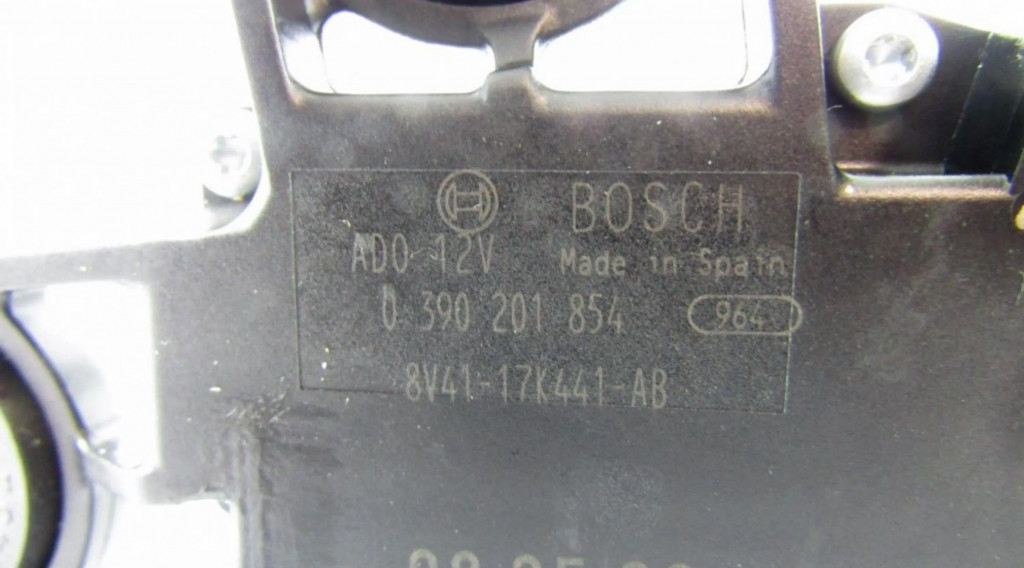 BOSCH
ADO 12V Made in Spain
0 390 201 854 964
8V41-17K441-AB